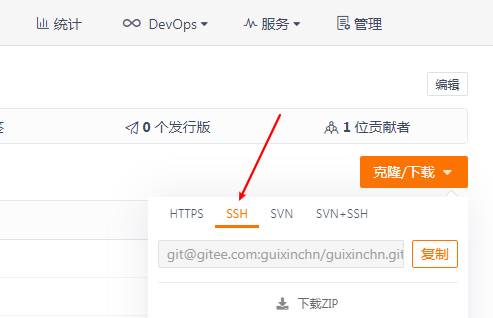 统计 DevOps 服务 管理
编辑
签 0 个发行版 1 位贡献者
克隆/下载
HTTPS SSH SVN SVN+SSH
git@gitee.com:guixinchn/guixinchn.git 复制
下载ZIP